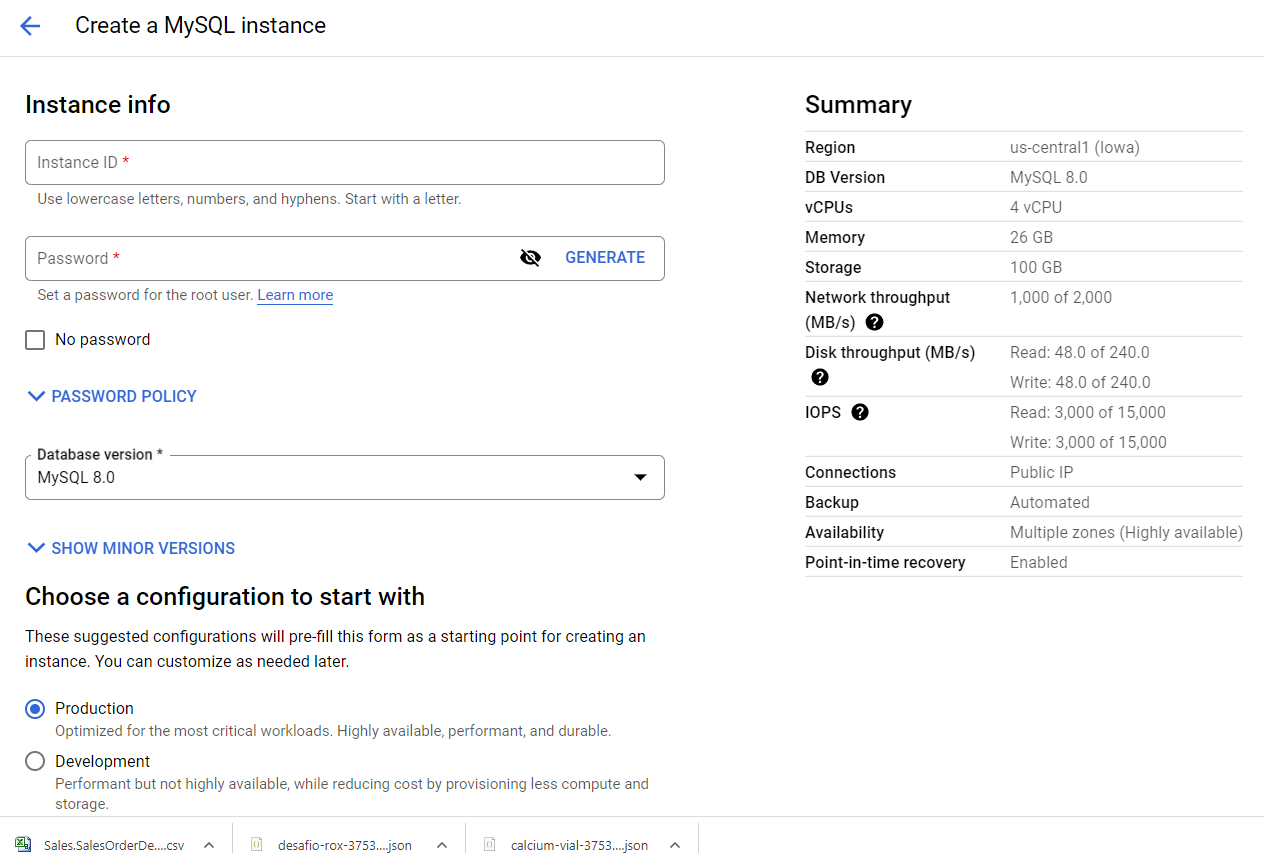 Create a MySQL instance
Instance info
Instance ID *
Use lowercase letters, numbers, and hyphens. Start with a letter.
Password *
GENERATE
Set a password for the root user. Learn more
No password
PASSWORD POLICY
Database version *
MySQL 8.0
SHOW MINOR VERSIONS
Choose a configuration to start with
These suggested configurations will pre-fill this form as a starting point for creating an
instance. You can customize as needed later.
Production
Optimized for the most critical workloads. Highly available, performant, and durable.
Development
Performant but not highly available, while reducing cost by provisioning less compute and
storage.
Summary
Region us-central1 (Iowa)
DB Version MySQL 8.0
vCPUs 4 vCPU
Memory 26 GB
Storage 100 GB
Network throughput 1,000 of 2,000
(MB/s) ?
Disk throughput (MB/s) Read: 48.0 of 240.0
? Write: 48.0 of 240.0
IOPS ? Read: 3,000 of 15,000
Write: 3,000 of 15,000
Connections Public IP
Backup Automated
Availability Multiple zones (Highly available)
Point-in-time recovery Enabled
Sales.SalesOrderDe....csv
desafio-rox-3753....json
calcium-vial-3753....json